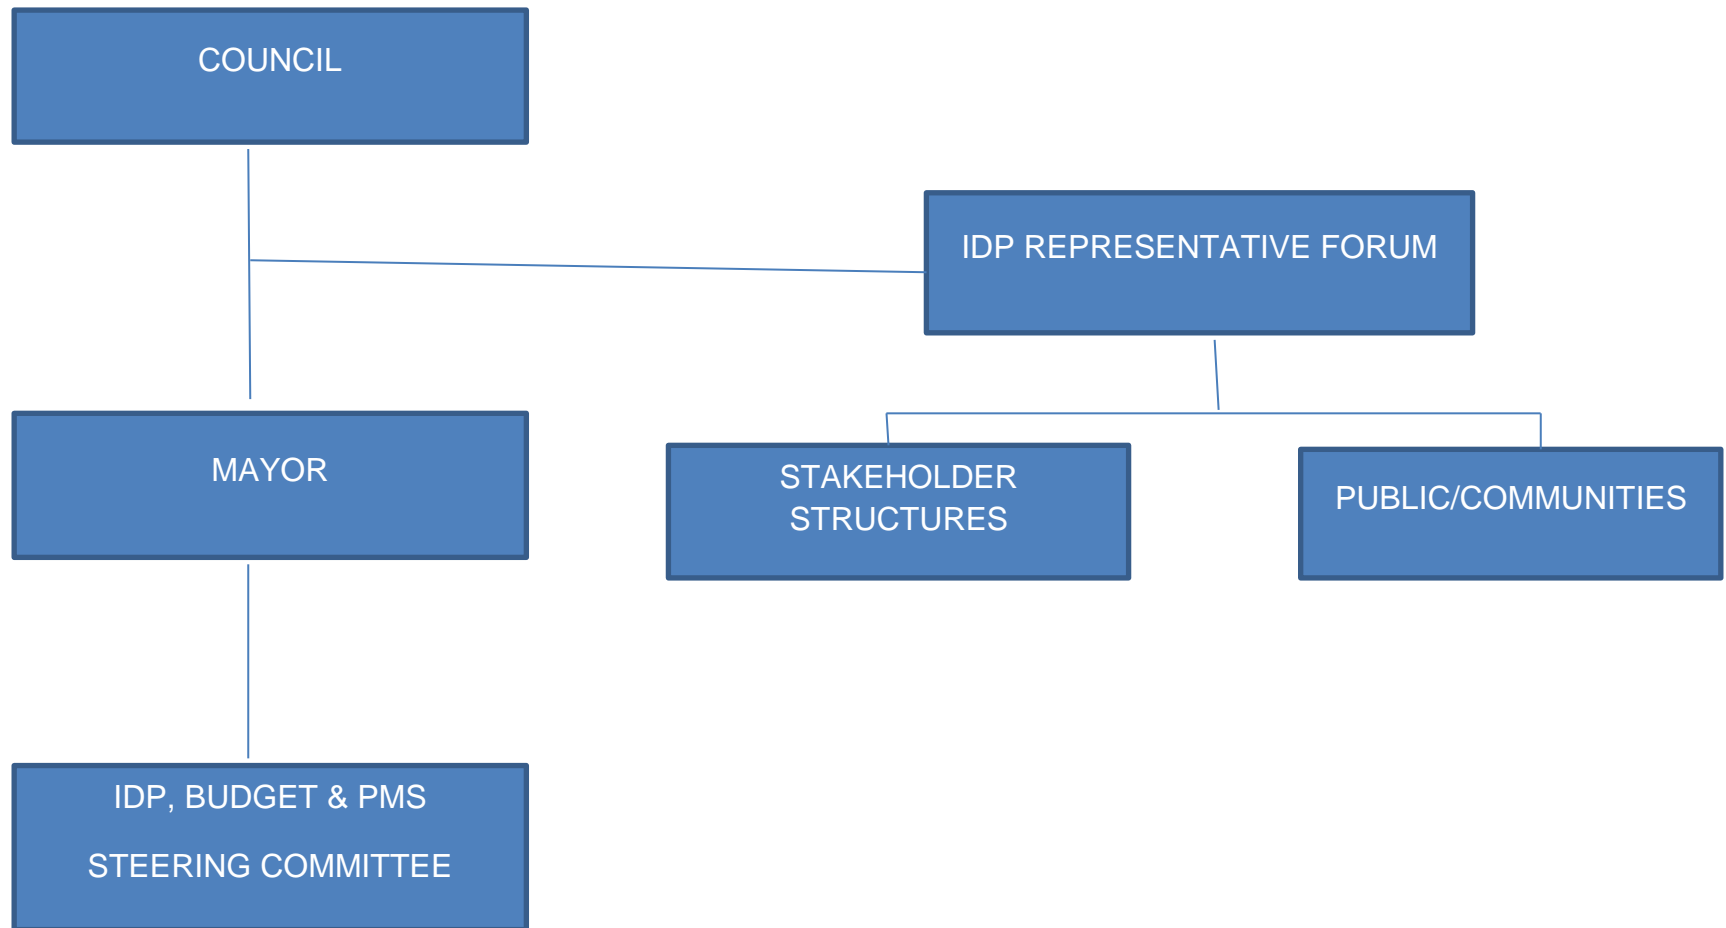 COUNCIL
IDP REPRESENTATIVE FORUM
MAYOR
STAKEHOLDER
STRUCTURES
PUBLIC/COMMUNITIES
IDP, BUDGET & PMS
STEERING COMMITTEE